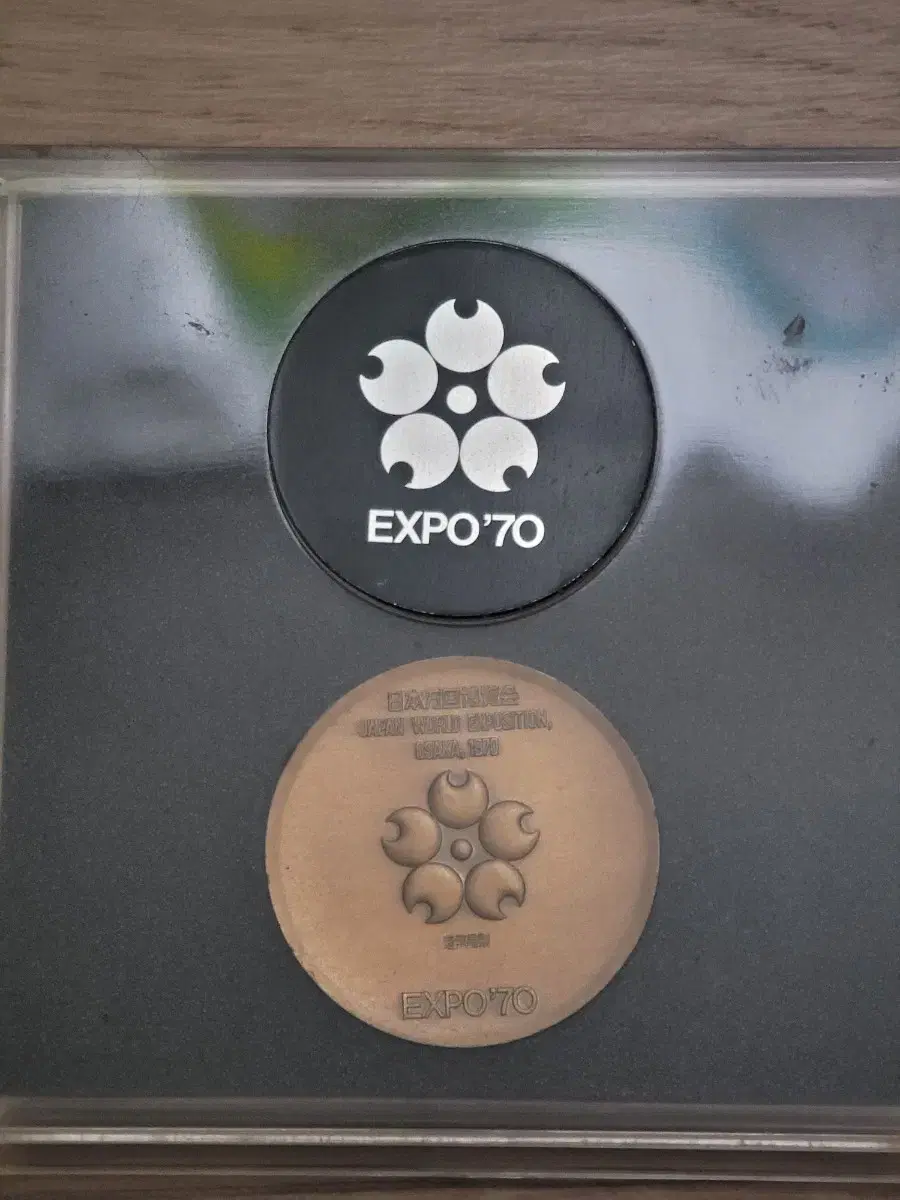 EXPO'70
日本万国博覧会
JAPAN WORLD EXPOSITION,
OSAKA, 1970
EXPO'70